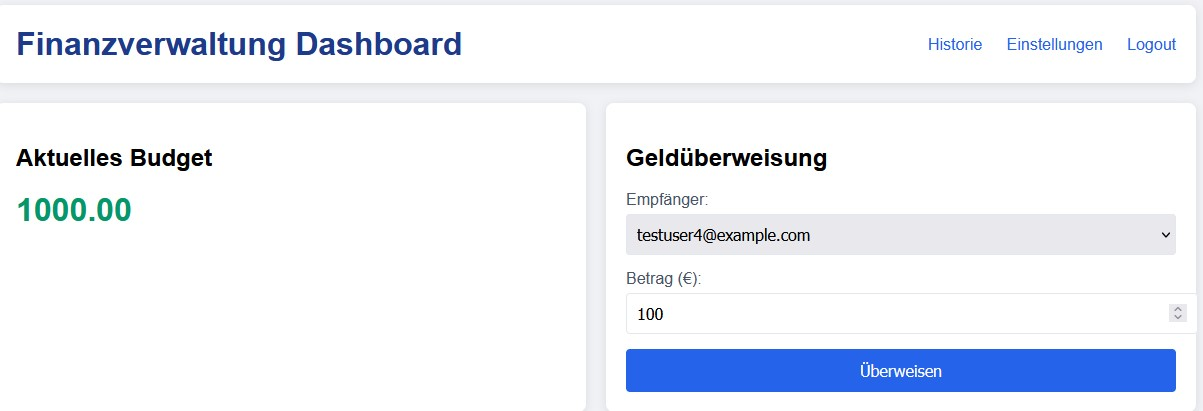 Finanzverwaltung Dashboard
Historie Einstellungen Logout
Aktuelles Budget
1000.00
Geldüberweisung
Empfänger:
testuser4@example.com
Betrag (€):
100
Überweisen